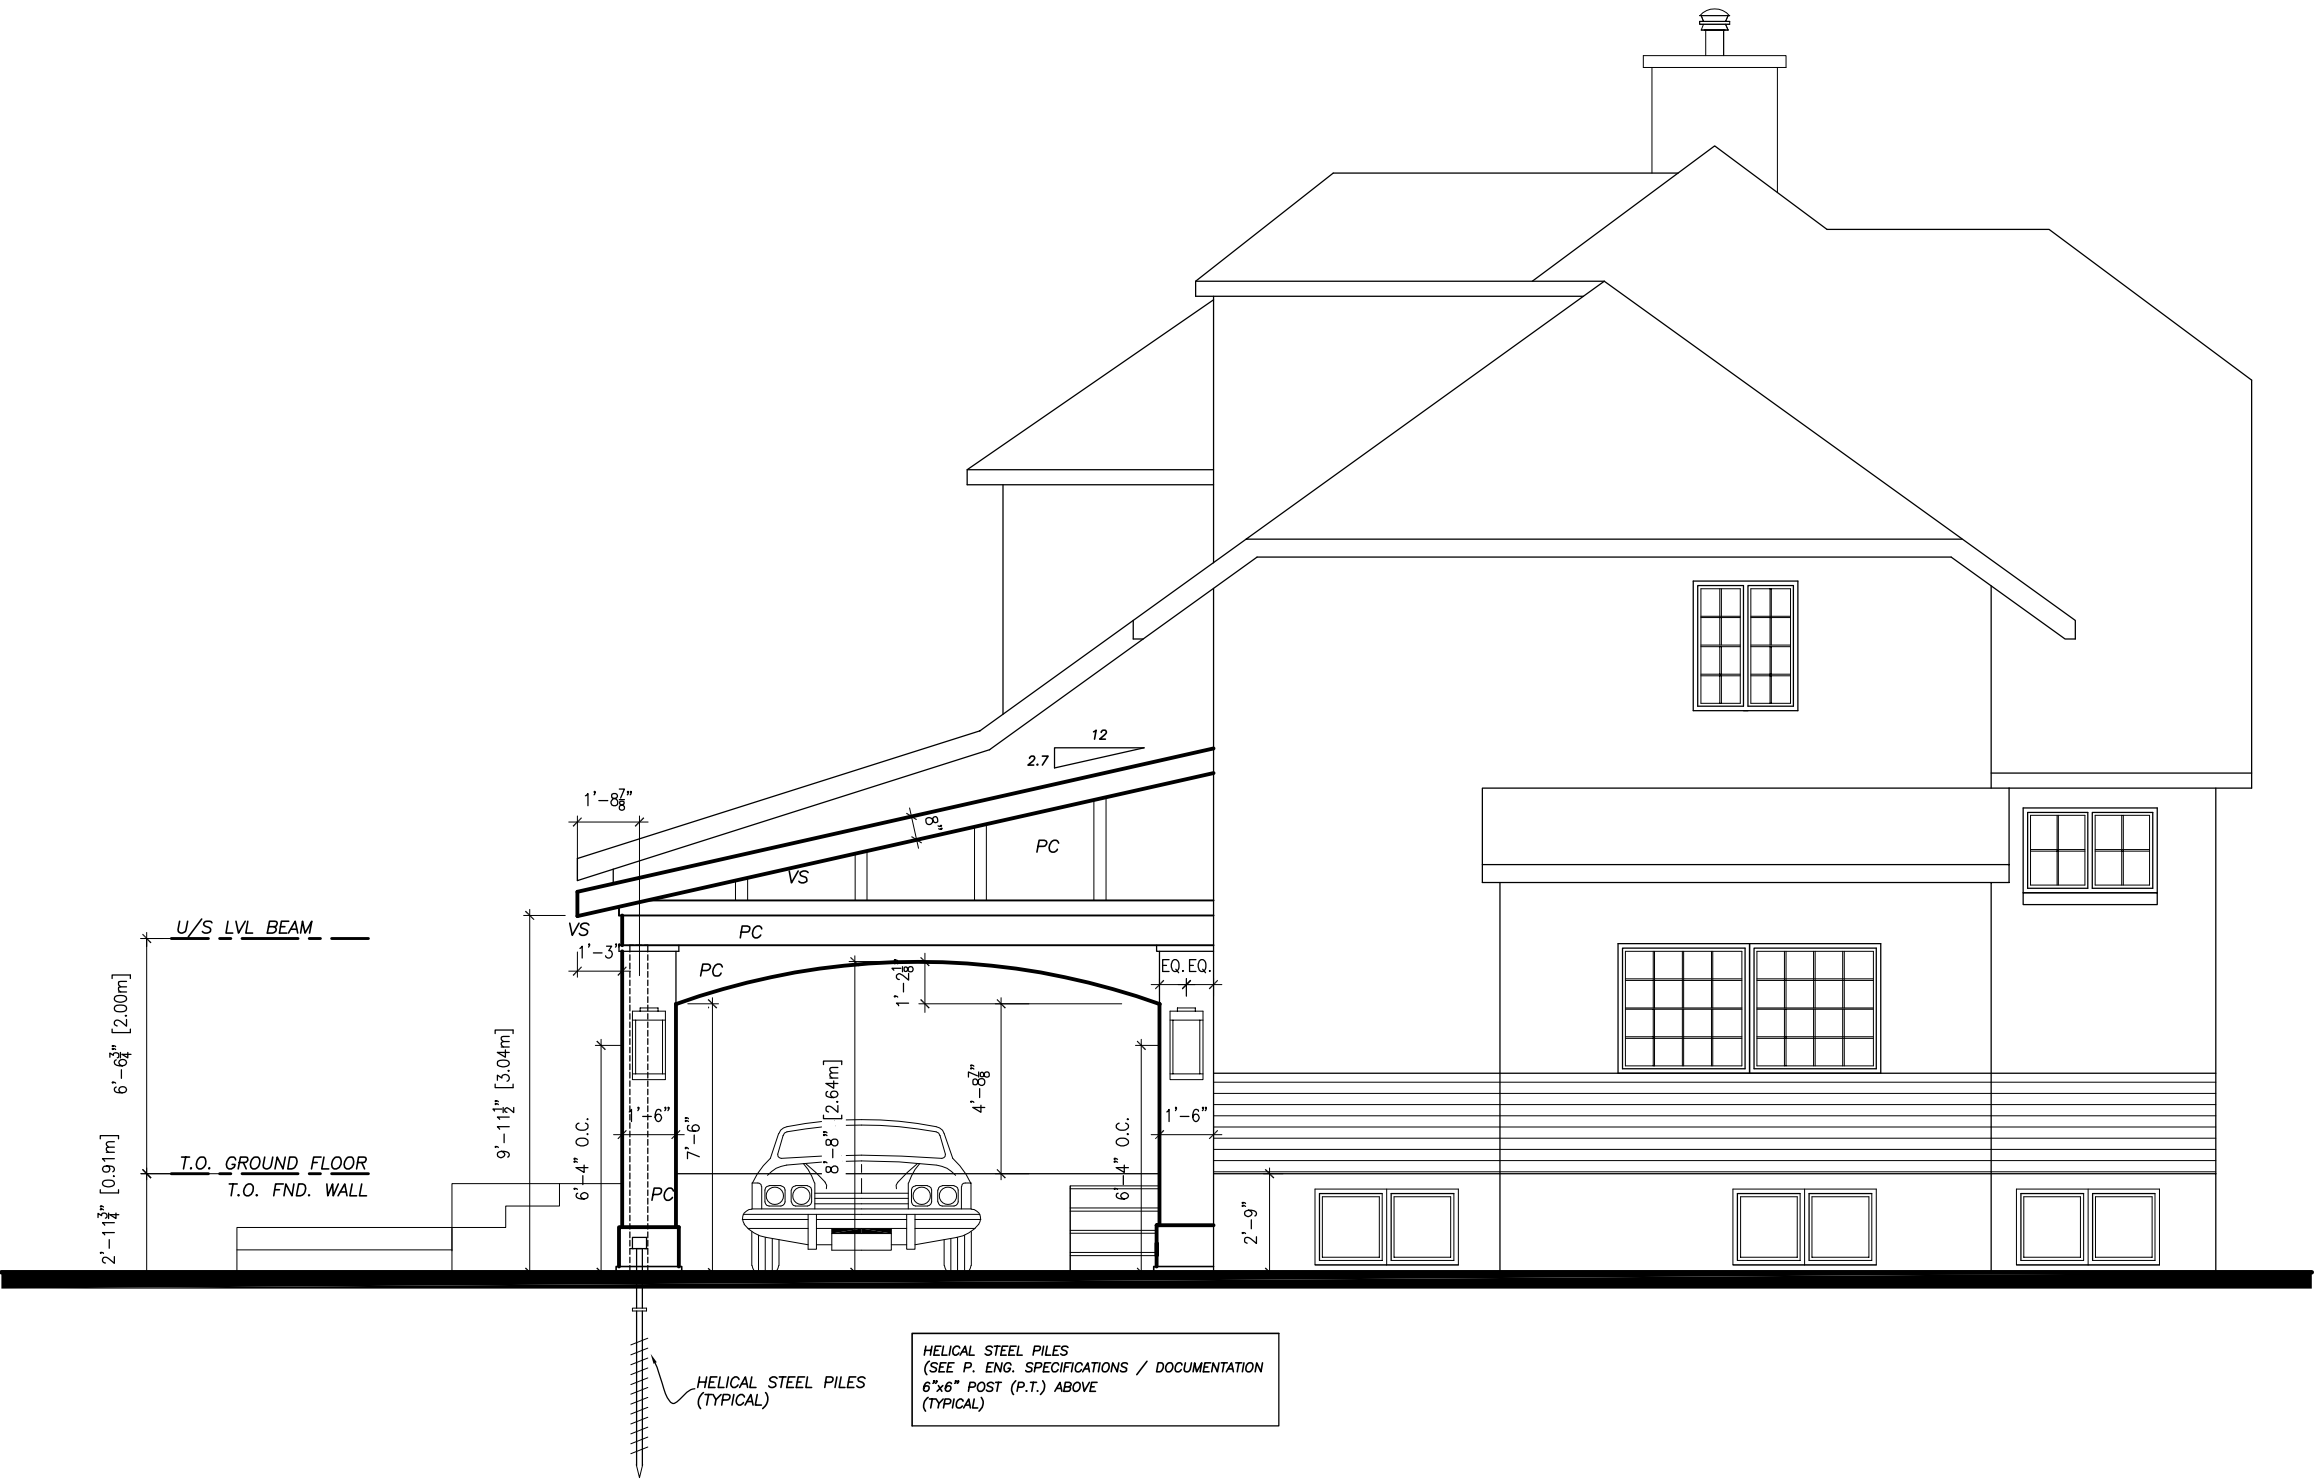 12
2.7
1'-8⅞"
8"
PC
VS
U/S LVL BEAM
VS
PC
1'-3"
PC
1'-2⅛"
EQ. EQ.
6'-6¾" [2.00m]
9'-11½" [3.04m]
8'-8" [2.64m]
4'-8⅞"
1'-6"
1'-6"
7'-6"
6'-4" O.C.
6'-4" O.C.
T.O. GROUND FLOOR
T.O. FND. WALL
PC
2'-11¾" [0.91m]
2'-9"
HELICAL STEEL PILES
(TYPICAL)
HELICAL STEEL PILES
(SEE P. ENG. SPECIFICATIONS / DOCUMENTATION
6"x6" POST (P.T.) ABOVE
(TYPICAL)